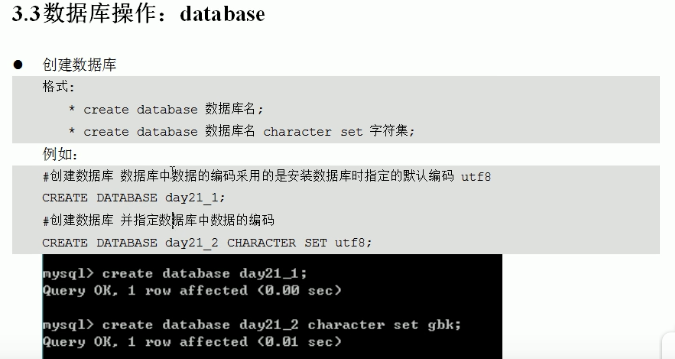 3.3数据库操作：database
● 创建数据库
格式:
* create database 数据库名;
* create database 数据库名 character set 字符集;
例如:
#创建数据库 数据库中数据的编码采用的是安装数据库时指定的默认编码 utf8
CREATE DATABASE day21_1;
#创建数据库 并指定数据库中数据的编码
CREATE DATABASE day21_2 CHARACTER SET utf8;
mysql> create database day21_1;
Query OK, 1 row affected (0.00 sec)
mysql> create database day21_2 character set gbk;
Query OK, 1 row affected (0.01 sec)